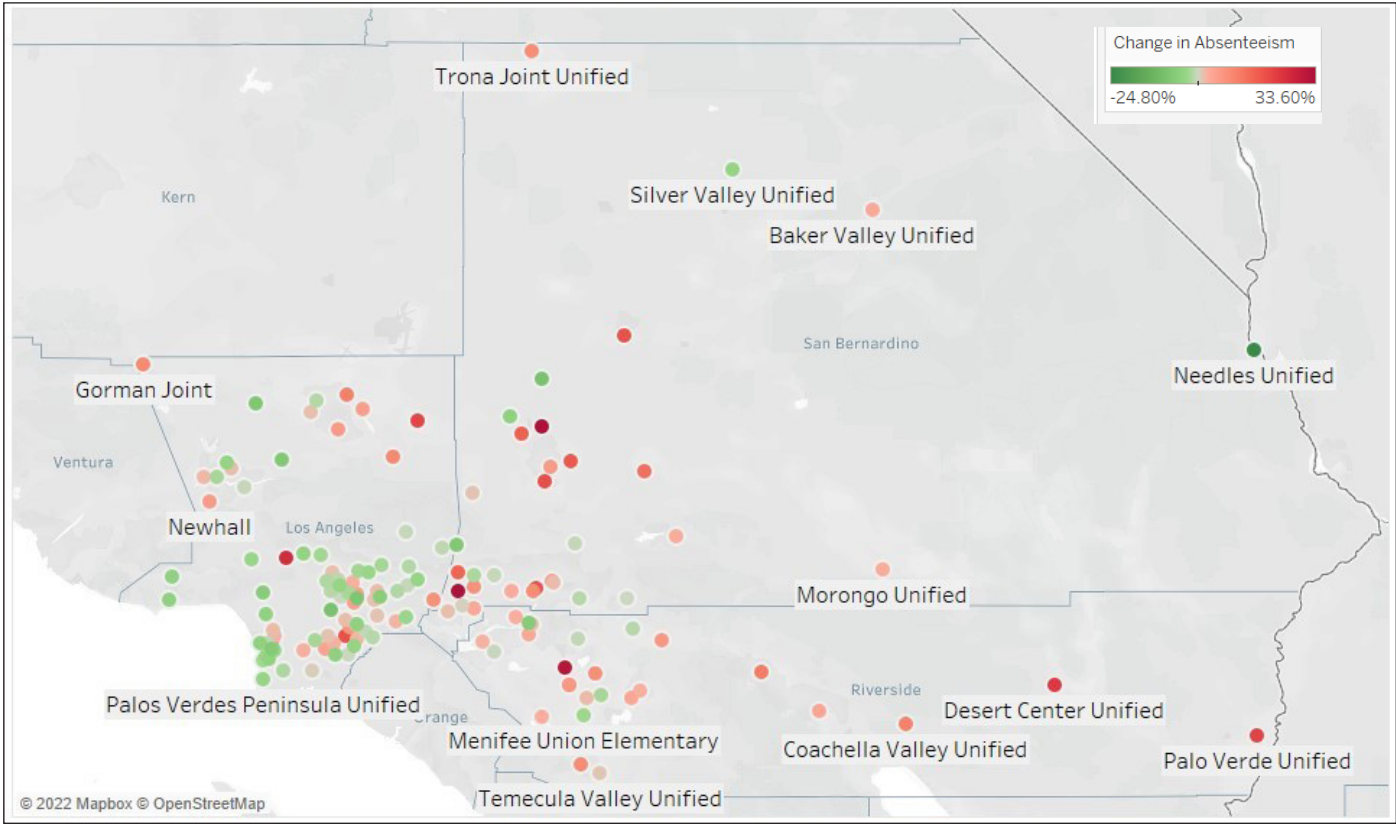 Change in Absenteeism
-24.80% 33.60%
Trona Joint Unified
Silver Valley Unified
Kern
Baker Valley Unified
San Bernardino
Needles Unified
Gorman Joint
Ventura
Newhall
Los Angeles
Morongo Unified
Riverside
Palos Verdes Peninsula Unified
Desert Center Unified
Orange
Menifee Union Elementary
Coachella Valley Unified
Palo Verde Unified
Temecula Valley Unified
© 2022 Mapbox © OpenStreetMap